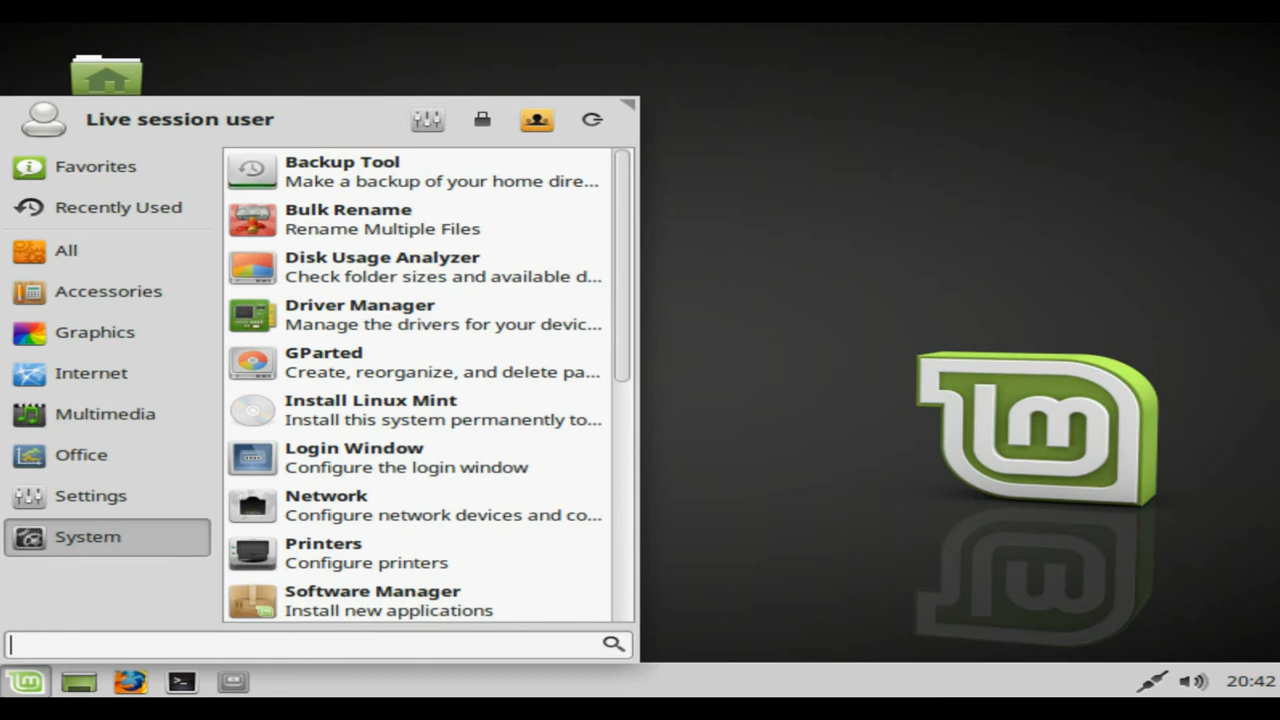 Live session user
Favorites
Recently Used
All
Accessories
Graphics
Internet
Multimedia
Office
Settings
System
Backup Tool
Make a backup of your home dire...
Bulk Rename
Rename Multiple Files
Disk Usage Analyzer
Check folder sizes and available d...
Driver Manager
Manage the drivers for your devic...
GParted
Create, reorganize, and delete pa...
Install Linux Mint
Install this system permanently to...
Login Window
Configure the login window
Network
Configure network devices and co...
Printers
Configure printers
Software Manager
Install new applications
20:42